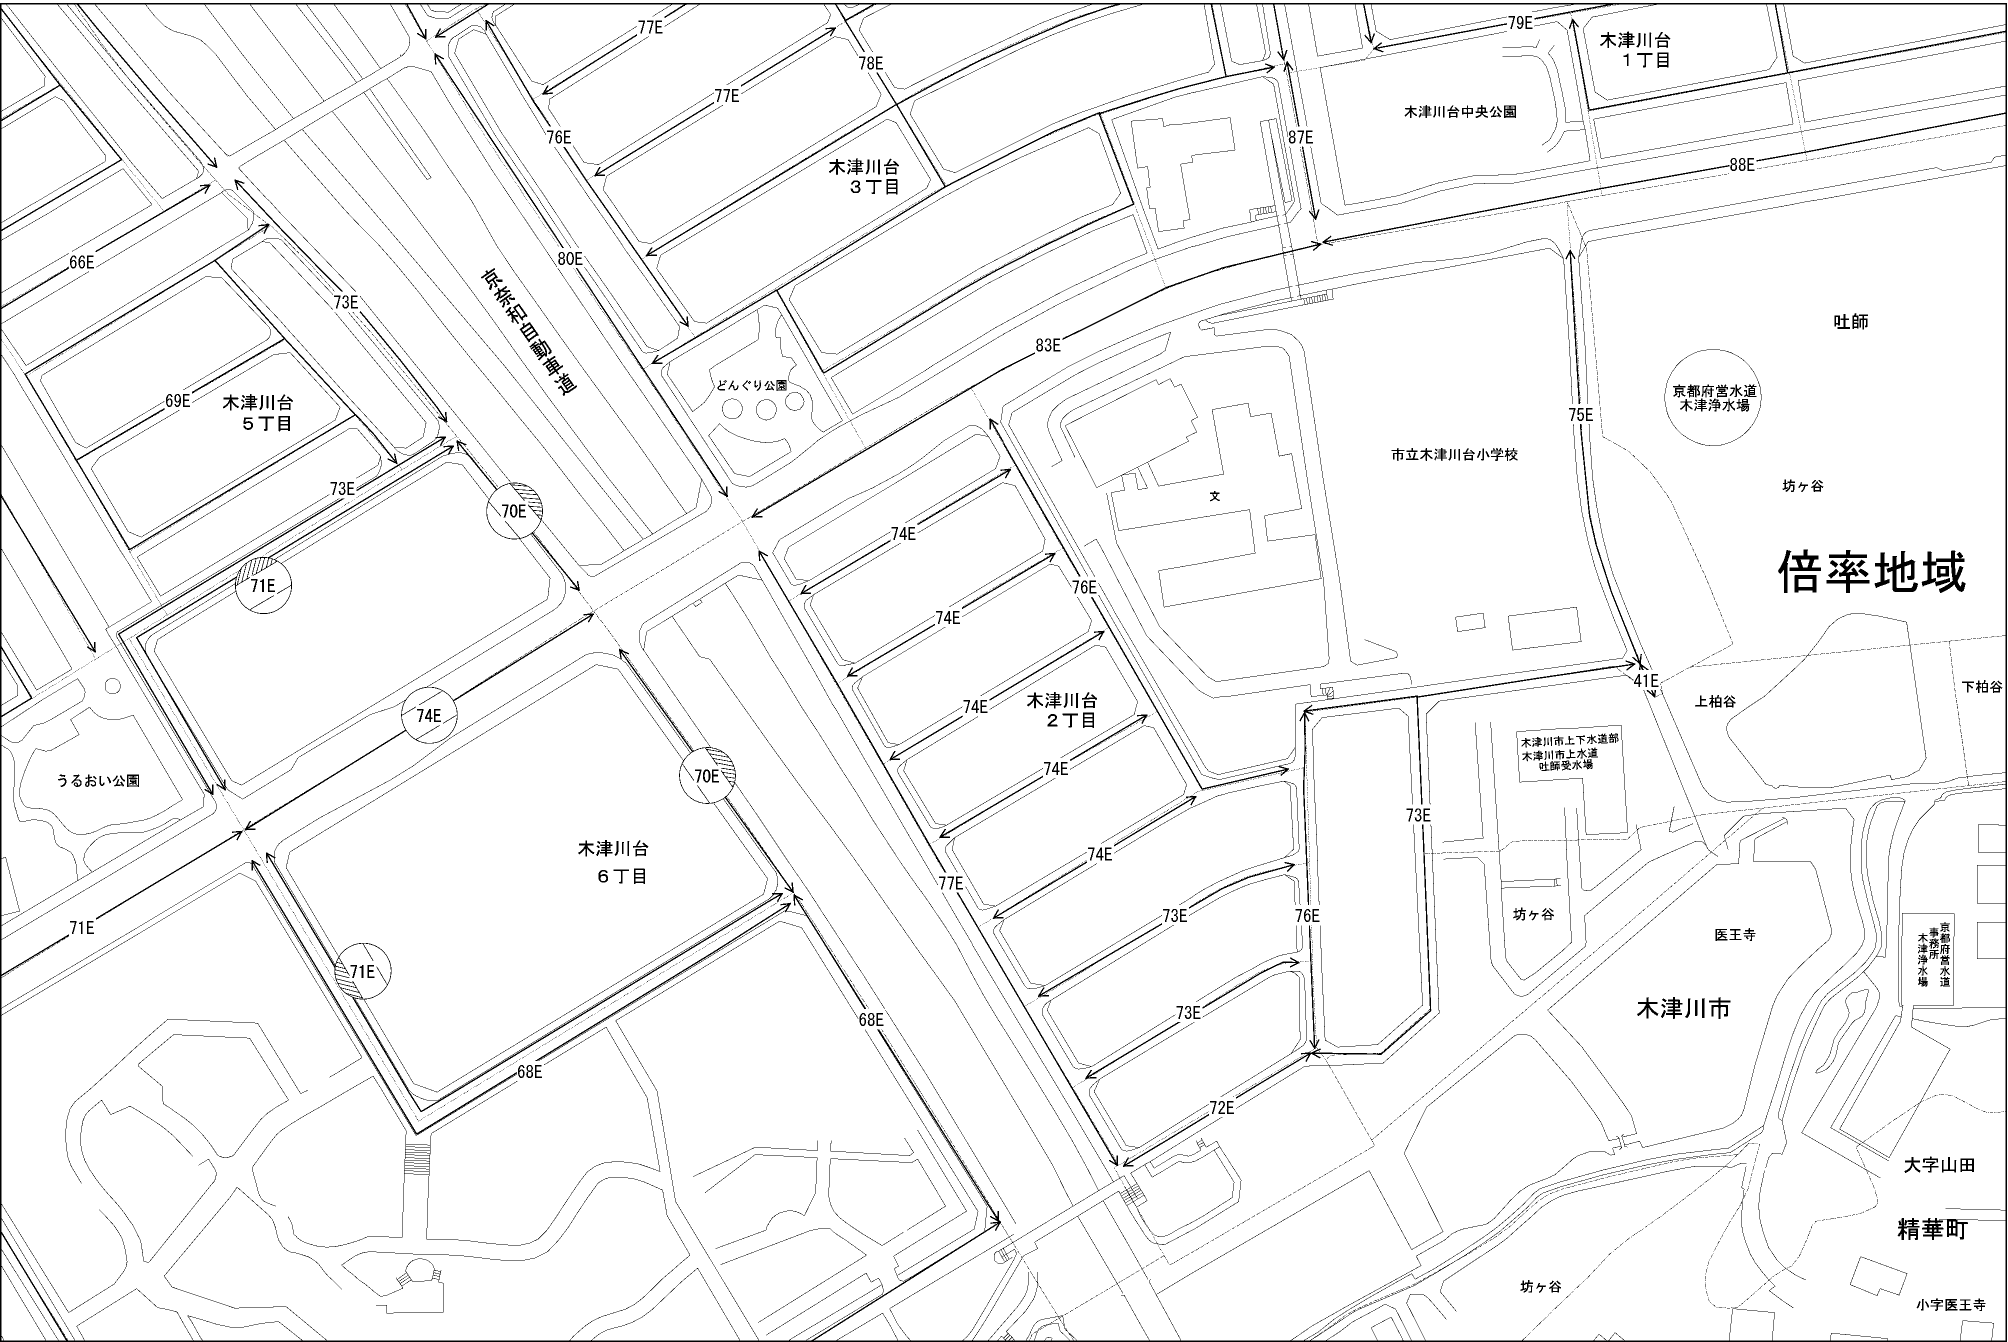 77E
79E
木津川台
１丁目
78E
77E
木津川台中央公園
76E
87E
88E
木津川台
３丁目
66E
80E
73E
京奈和自動車道
吐師
83E
どんぐり公園
京都府営水道
木津浄水場
69E
木津川台
５丁目
75E
市立木津川台小学校
73E
坊ヶ谷
文
70E
74E
倍率地域
71E
76E
74E
41E
下柏谷
上柏谷
木津川台
２丁目
74E
74E
木津川市上下水道部
木津川市上水道
吐師受水場
うるおい公園
74E
70E
73E
木津川台
６丁目
74E
77E
71E
73E
76E
坊ヶ谷
医王寺
京都府営水道
木津浄水場
事務所
71E
木津川市
73E
68E
68E
72E
大字山田
精華町
坊ヶ谷
小字医王寺